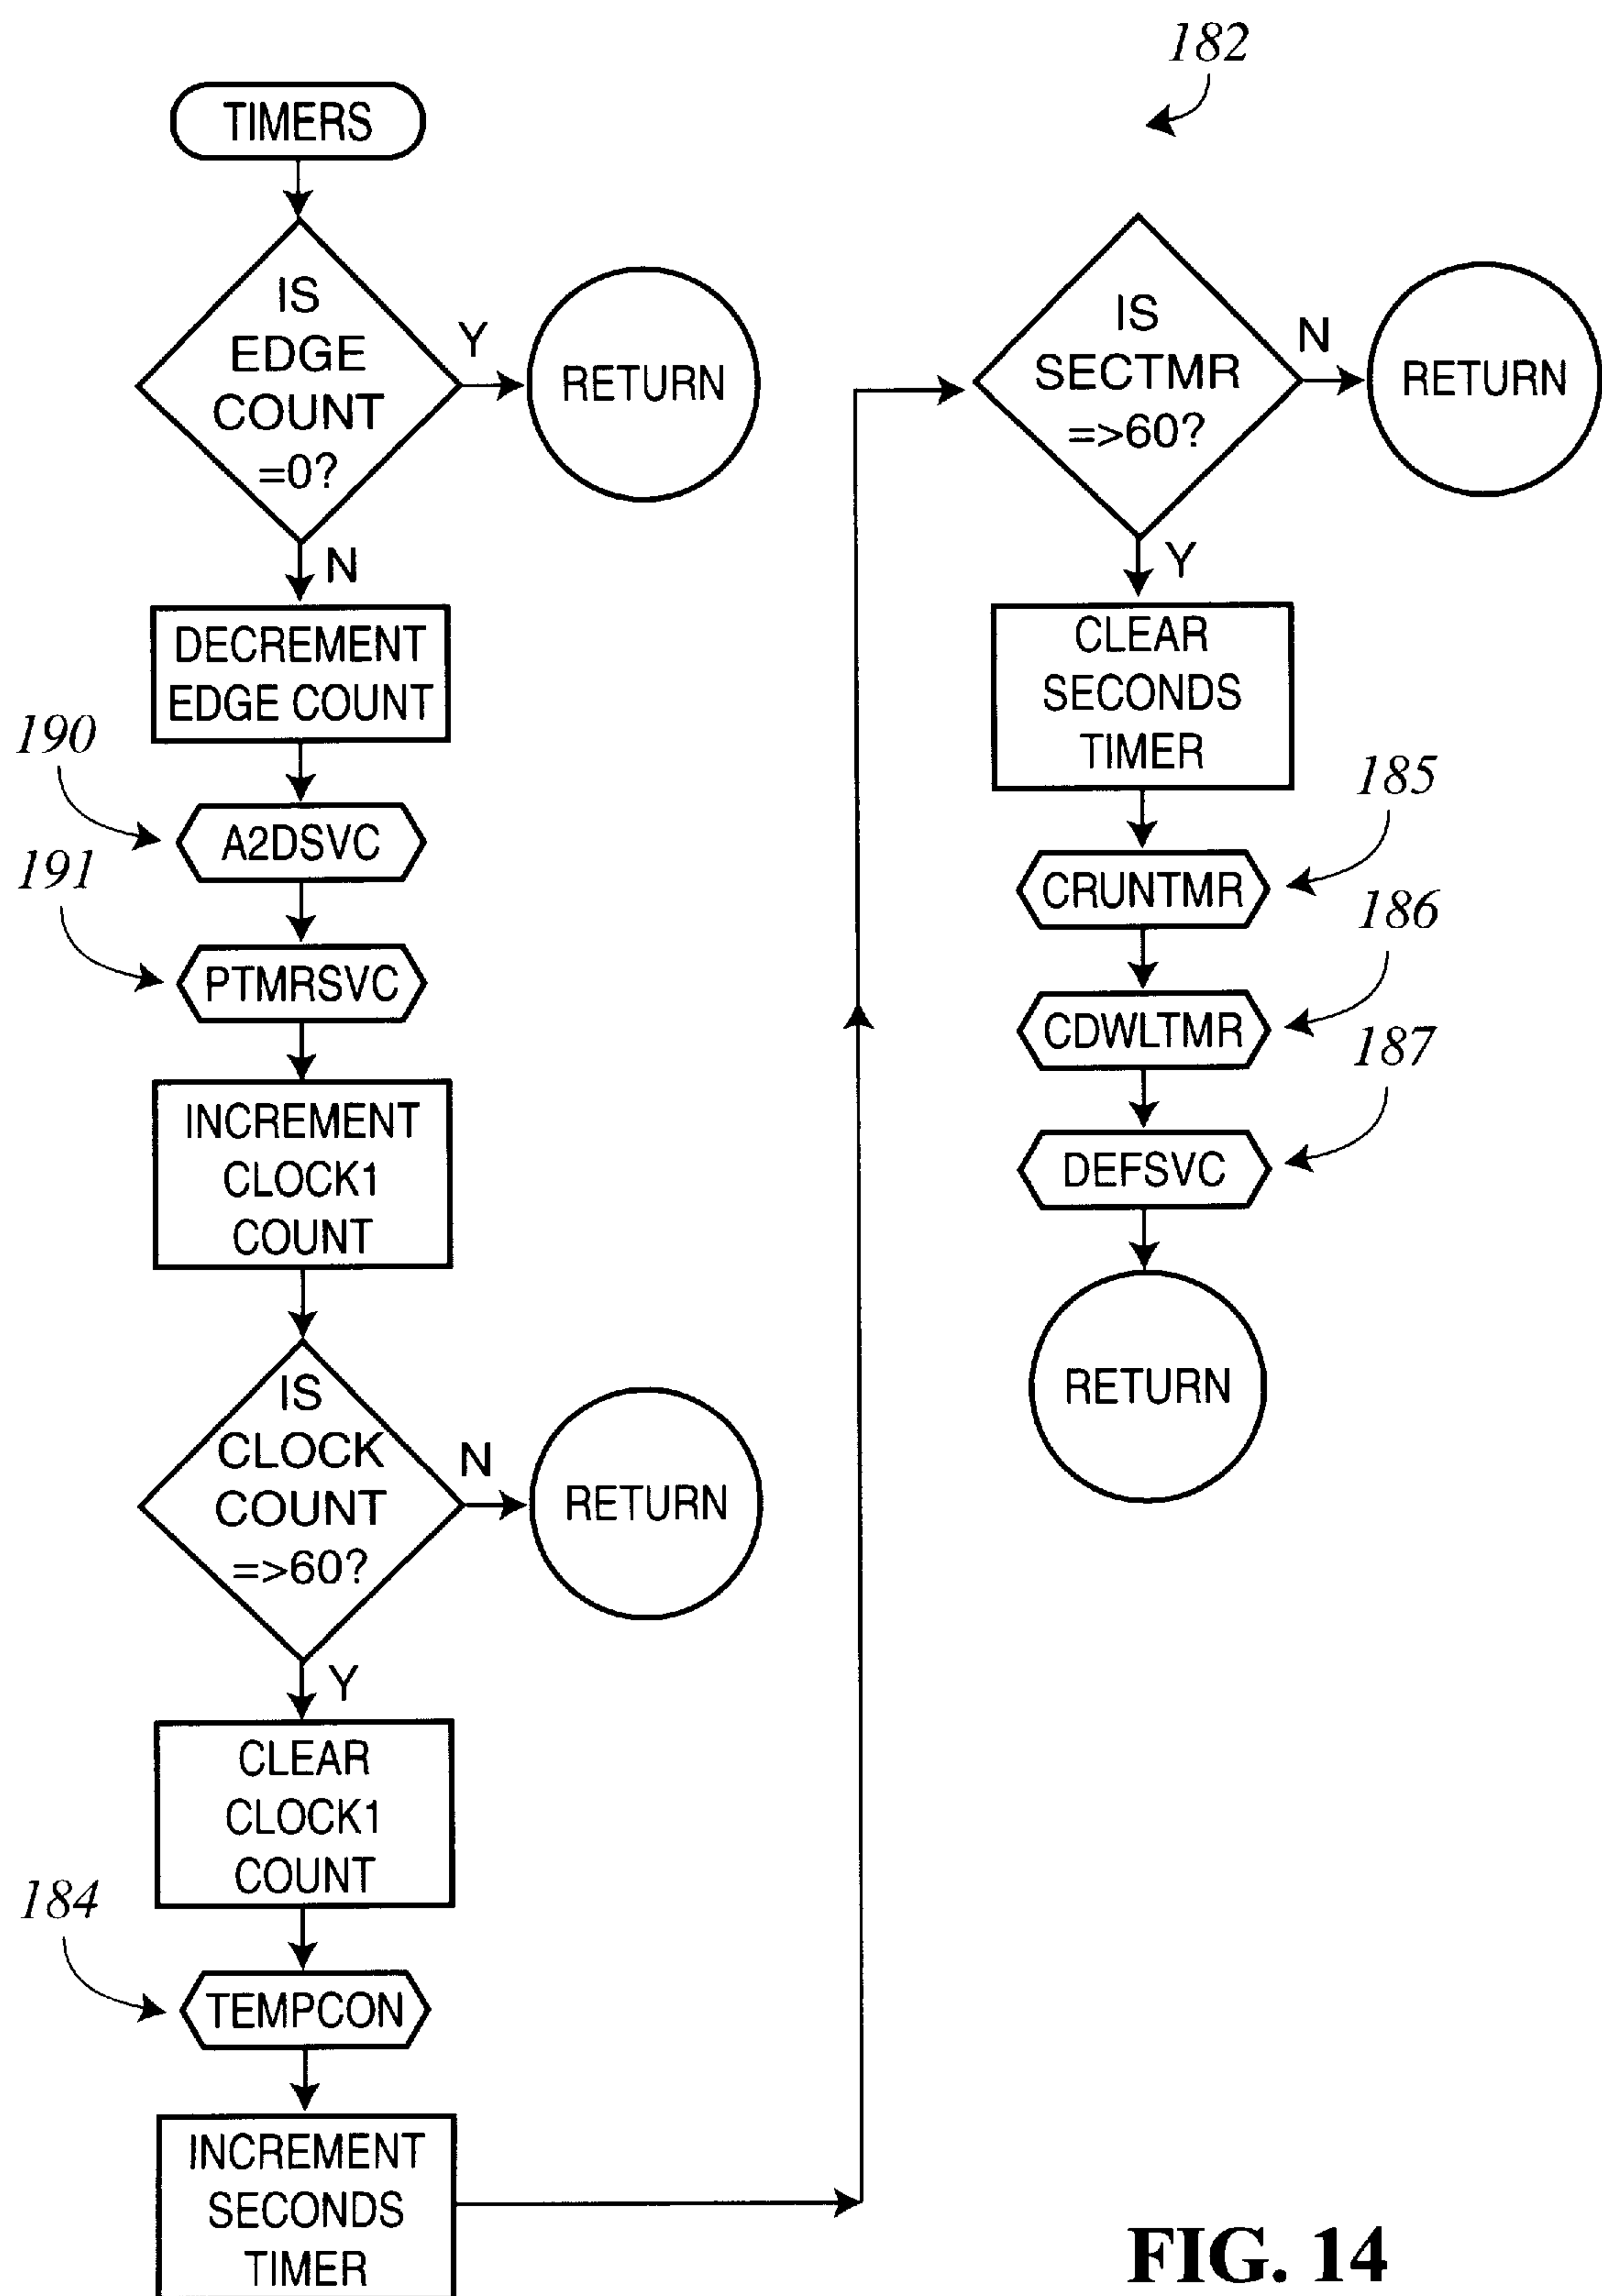 TIMERS
IS
EDGE
COUNT
=0?
Y
RETURN
N
DECREMENT
EDGE COUNT
190
A2DSVC
191
PTMRSVC
INCREMENT
CLOCK1
COUNT
IS
CLOCK
COUNT
=>60?
N
RETURN
Y
CLEAR
CLOCK1
COUNT
184
TEMPCON
INCREMENT
SECONDS
TIMER
182
IS
SECTMR
=>60?
N
RETURN
Y
CLEAR
SECONDS
TIMER
185
CRUNTMR
186
CDWLTMR
187
DEFSVC
RETURN
FIG. 14